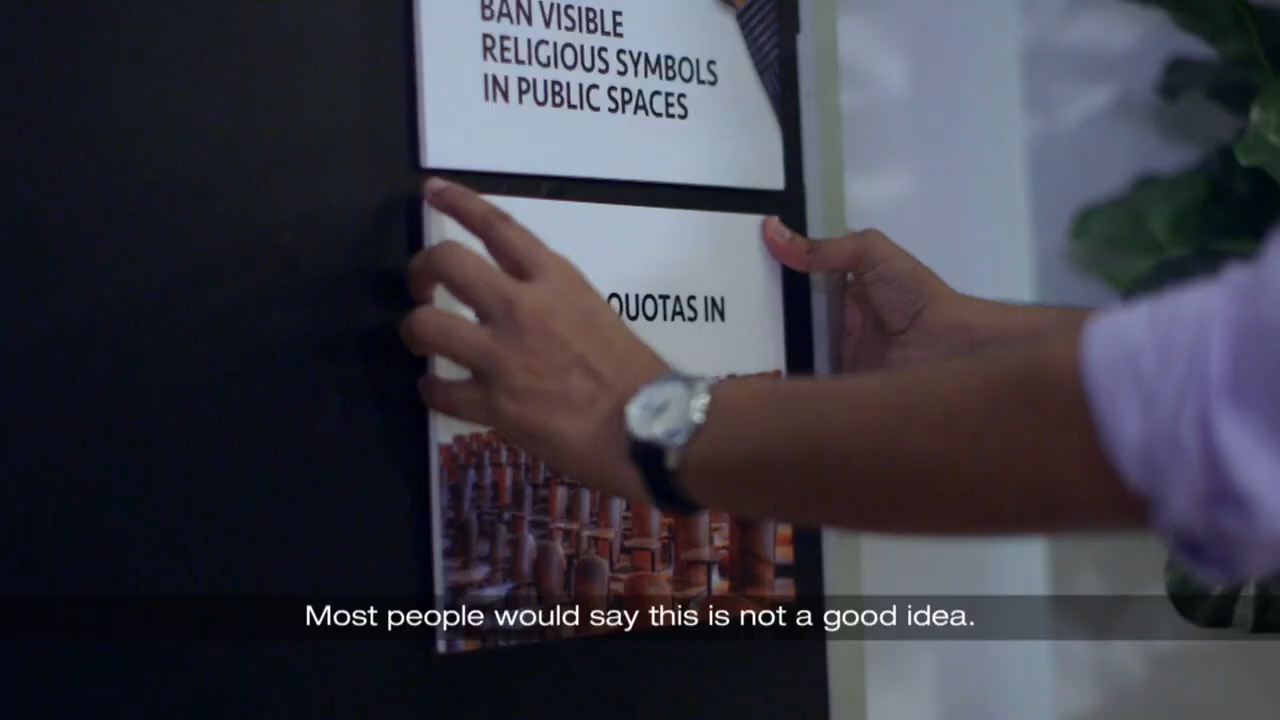 BAN VISIBLE
RELIGIOUS SYMBOLS
IN PUBLIC SPACES
QUOTAS IN
Most people would say this is not a good idea.